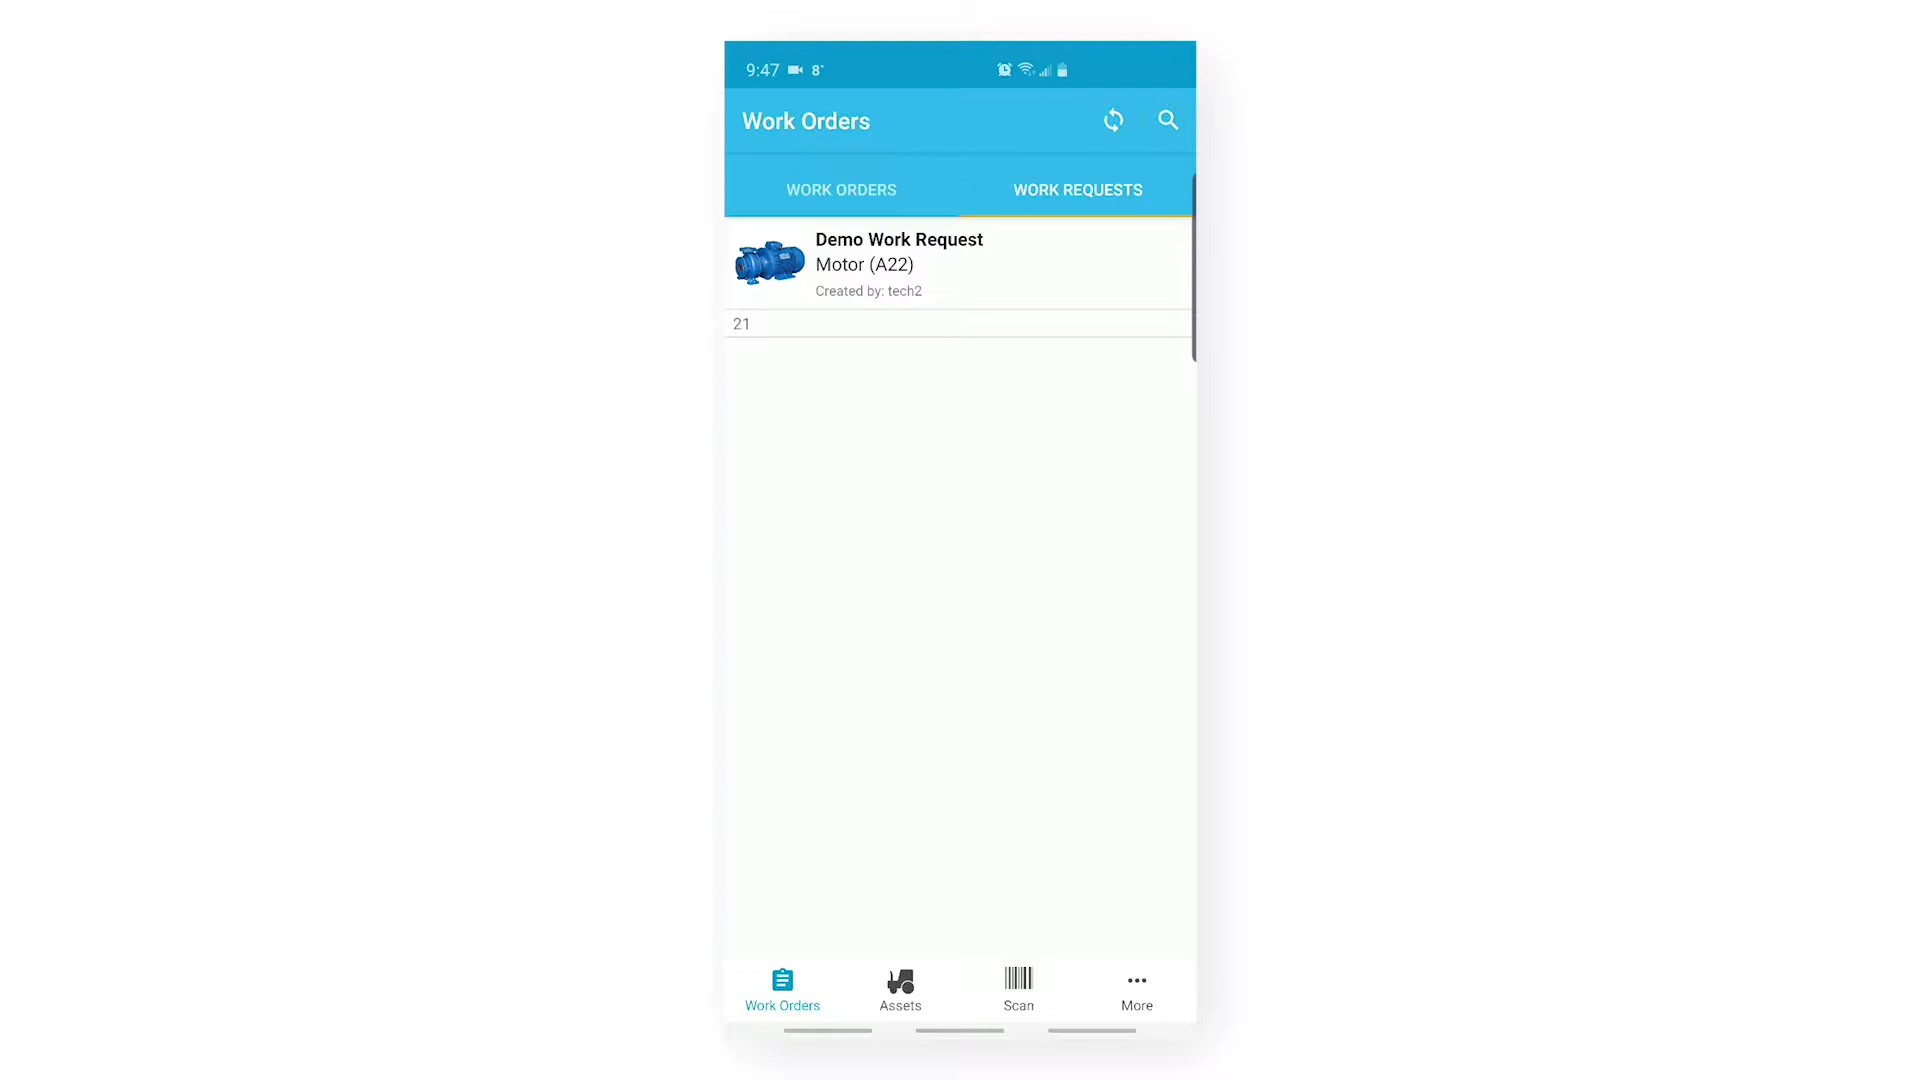 9:47 8°
Work Orders
WORK ORDERS WORK REQUESTS
Demo Work Request
Motor (A22)
Created by: tech2
21
Work Orders Assets Scan More